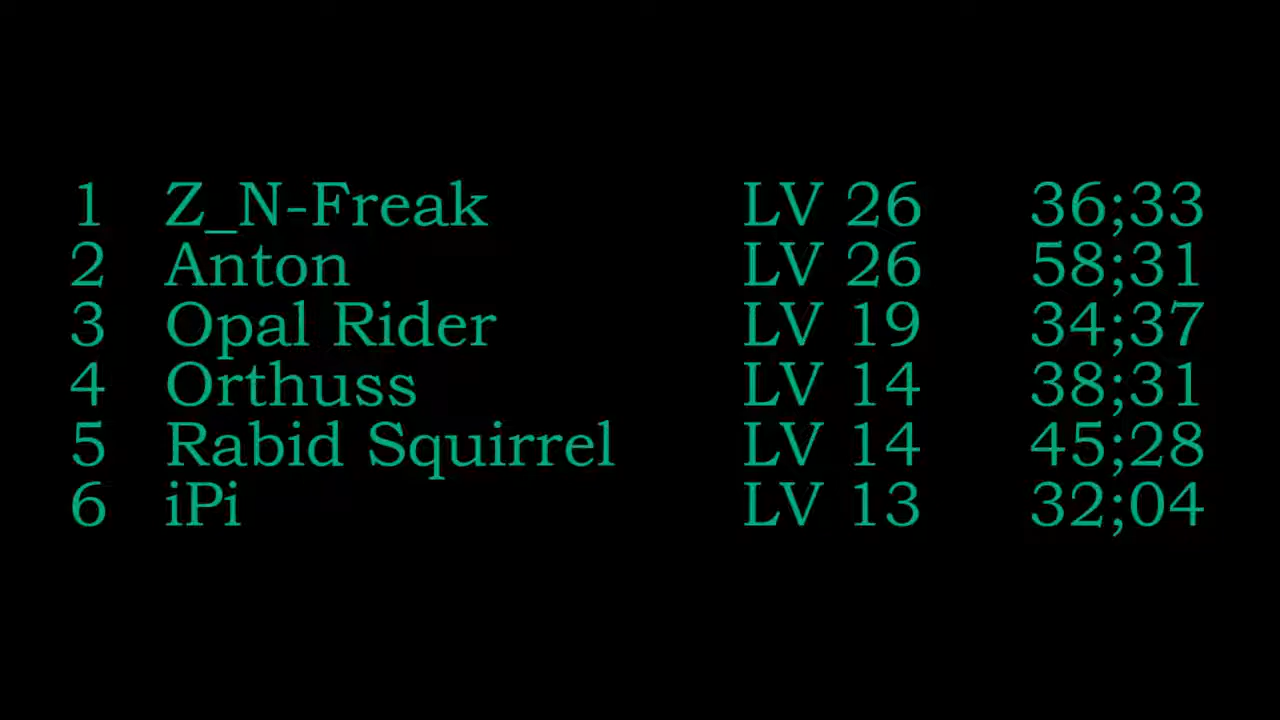 1 Z_N-Freak LV 26 36;33
2 Anton LV 26 58;31
3 Opal Rider LV 19 34;37
4 Orthuss LV 14 38;31
5 Rabid Squirrel LV 14 45;28
6 iPi LV 13 32;04